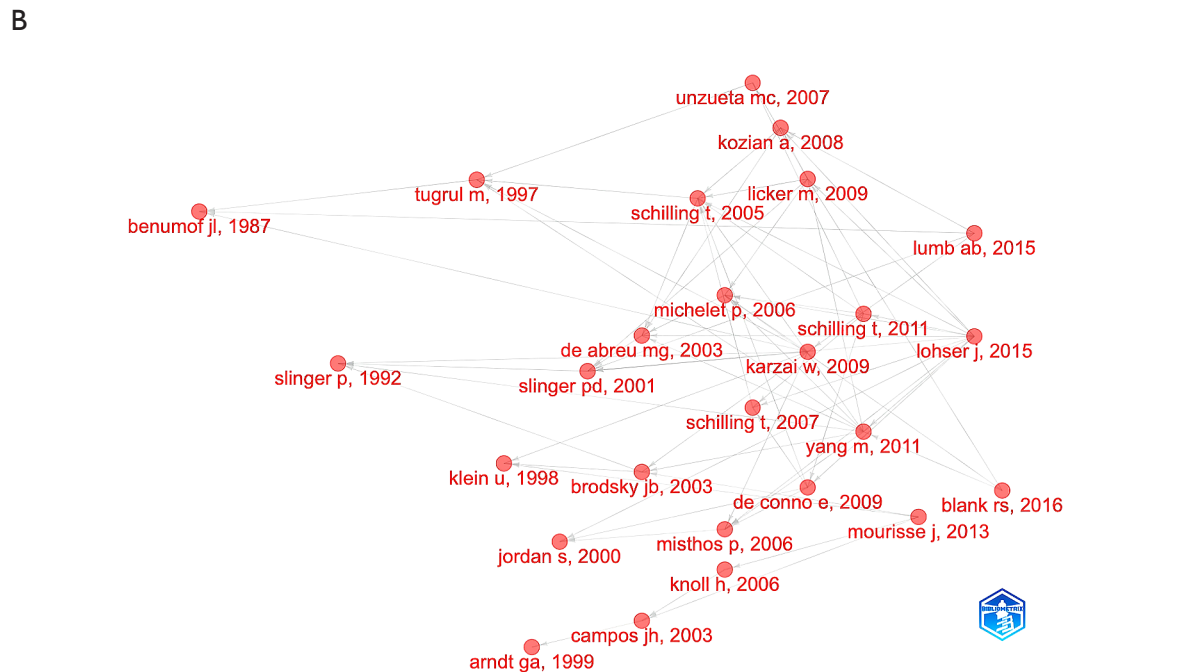 B
unzueta mc, 2007
kozian a, 2008
tugrul m, 1997
licker m, 2009
schilling t, 2005
benumof jl, 1987
lumb ab, 2015
michelet p, 2006
schilling t, 2011
de abreu mg, 2003
lohser j, 2015
karzai w, 2009
slinger p, 1992
slinger pd, 2001
schilling t, 2007
yang m, 2011
klein u, 1998
brodsky jb, 2003
de conno e, 2009
blank rs, 2016
mourisse j, 2013
misthos p, 2006
jordan s, 2000
knoll h, 2006
BIBLIOMETRIX
campos jh, 2003
arndt ga, 1999